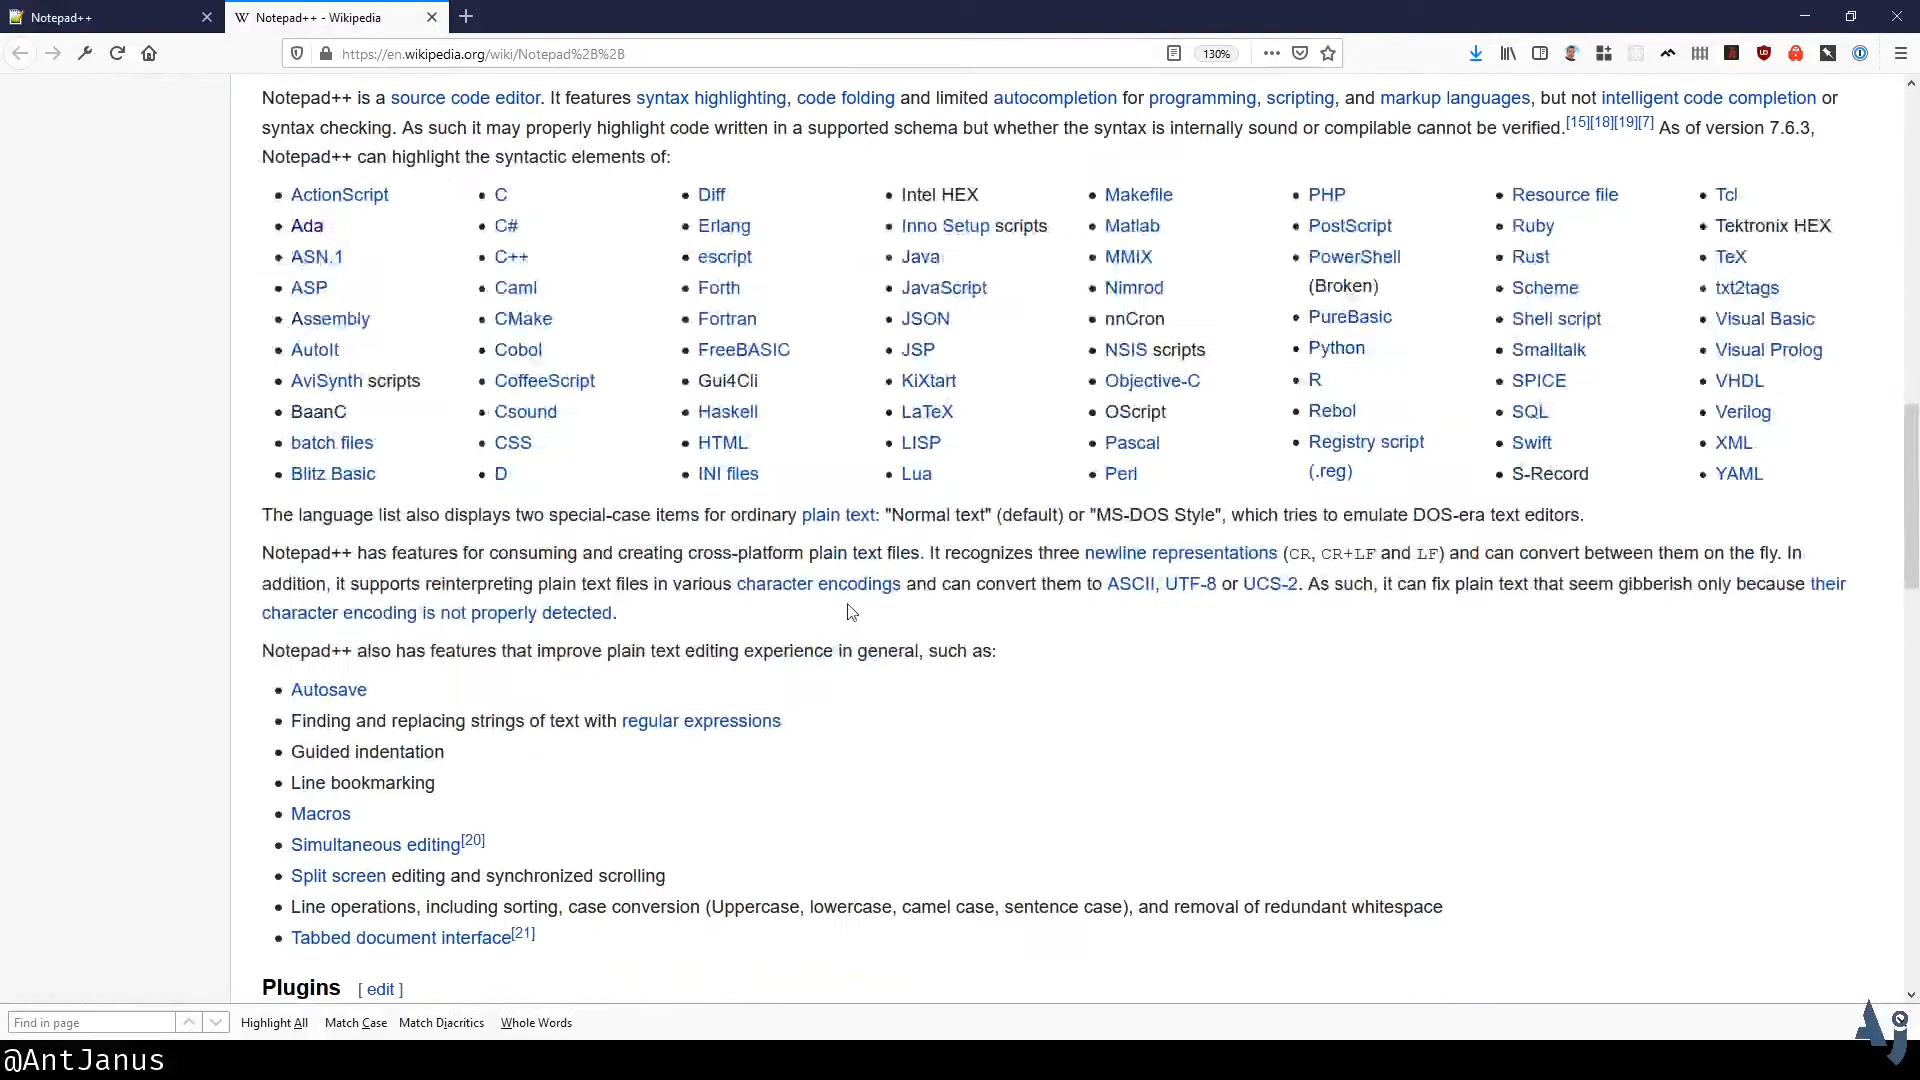 Notepad++
Notepad++ - Wikipedia
https://en.wikipedia.org/wiki/Notepad%2B%2B
130%
Notepad++ is a source code editor. It features syntax highlighting, code folding and limited autocompletion for programming, scripting, and markup languages, but not intelligent code completion or
syntax checking. As such it may properly highlight code written in a supported schema but whether the syntax is internally sound or compilable cannot be verified.[15][18][19][7] As of version 7.6.3,
Notepad++ can highlight the syntactic elements of:
ActionScript
Ada
ASN.1
ASP
Assembly
AutoIt
AviSynth scripts
BaanC
batch files
Blitz Basic
C
C#
C++
Caml
CMake
Cobol
CoffeeScript
Csound
CSS
D
Diff
Erlang
escript
Forth
Fortran
FreeBASIC
Gui4Cli
Haskell
HTML
INI files
Intel HEX
Inno Setup scripts
Java
JavaScript
JSON
JSP
KiXtart
LaTeX
LISP
Lua
Makefile
Matlab
MMIX
Nimrod
nnCron
NSIS scripts
Objective-C
OScript
Pascal
Perl
PHP
PostScript
PowerShell
(Broken)
PureBasic
Python
R
Rebol
Registry script
(.reg)
Resource file
Ruby
Rust
Scheme
Shell script
Smalltalk
SPICE
SQL
Swift
S-Record
Tcl
Tektronix HEX
TeX
txt2tags
Visual Basic
Visual Prolog
VHDL
Verilog
XML
YAML
The language list also displays two special-case items for ordinary plain text: "Normal text" (default) or "MS-DOS Style", which tries to emulate DOS-era text editors.
Notepad++ has features for consuming and creating cross-platform plain text files. It recognizes three newline representations (CR, CR+LF and LF) and can convert between them on the fly. In
addition, it supports reinterpreting plain text files in various character encodings and can convert them to ASCII, UTF-8 or UCS-2. As such, it can fix plain text that seem gibberish only because their
character encoding is not properly detected.
Notepad++ also has features that improve plain text editing experience in general, such as:
Autosave
Finding and replacing strings of text with regular expressions
Guided indentation
Line bookmarking
Macros
Simultaneous editing[20]
Split screen editing and synchronized scrolling
Line operations, including sorting, case conversion (Uppercase, lowercase, camel case, sentence case), and removal of redundant whitespace
Tabbed document interface[21]
Plugins [ edit ]
Find in page
Highlight All
Match Case
Match Diacritics
Whole Words
@AntJanus